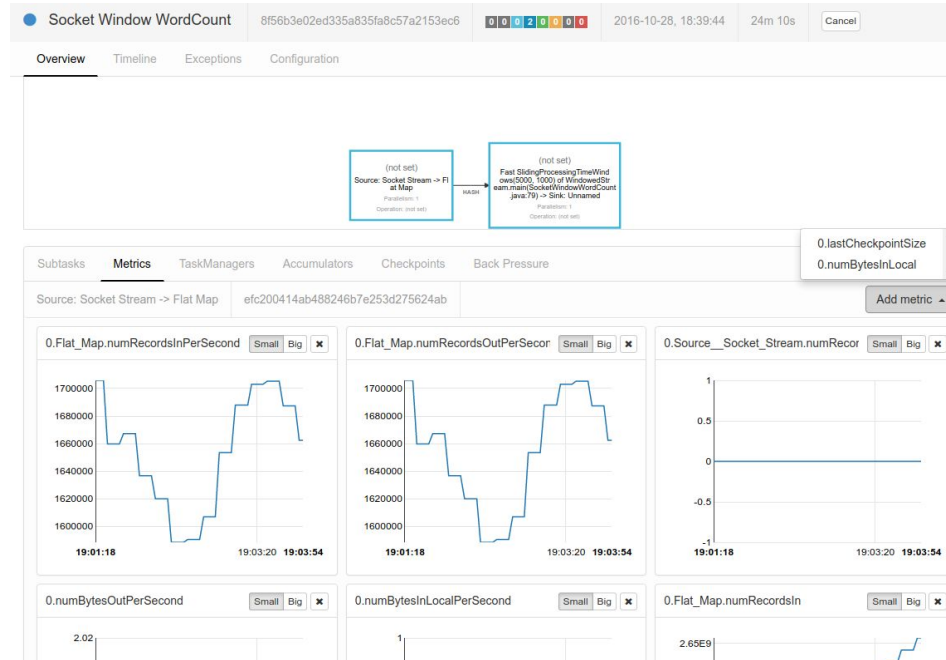 Socket Window WordCount 8f56b3e02ed335a835fa8c57a2153ec6 0 0 0 2 0 0 0 0 2016-10-28, 18:39:44 24m 10s Cancel
Overview Timeline Exceptions Configuration
(not set)
Source: Socket Stream -> Fl
at Map
Parallelism: 1
Operation: (not set)
HASH
(not set)
Fast SlidingProcessingTimeWind
ows(5000, 1000) of WindowedStr
eam.main(SocketWindowWordCount
.java:79) -> Sink: Unnamed
Parallelism: 1
Operation: (not set)
0.lastCheckpointSize
0.numBytesInLocal
Subtasks Metrics TaskManagers Accumulators Checkpoints Back Pressure
Source: Socket Stream -> Flat Map efc200414ab488246b7e253d275624ab Add metric
0.Flat_Map.numRecordsInPerSecond Small Big ✖
1700000
1680000
1660000
1640000
1620000
1600000
19:01:18 19:03:20 19:03:54
0.Flat_Map.numRecordsOutPerSecon Small Big ✖
1700000
1680000
1660000
1640000
1620000
1600000
19:01:18 19:03:20 19:03:54
0.Source__Socket_Stream.numRecor Small Big ✖
1
0.5
0
-0.5
-1
19:01:18 19:03:20 19:03:54
0.numBytesOutPerSecond Small Big ✖
2.02
0.numBytesInLocalPerSecond Small Big ✖
1
0.Flat_Map.numRecordsIn Small Big ✖
2.65E9